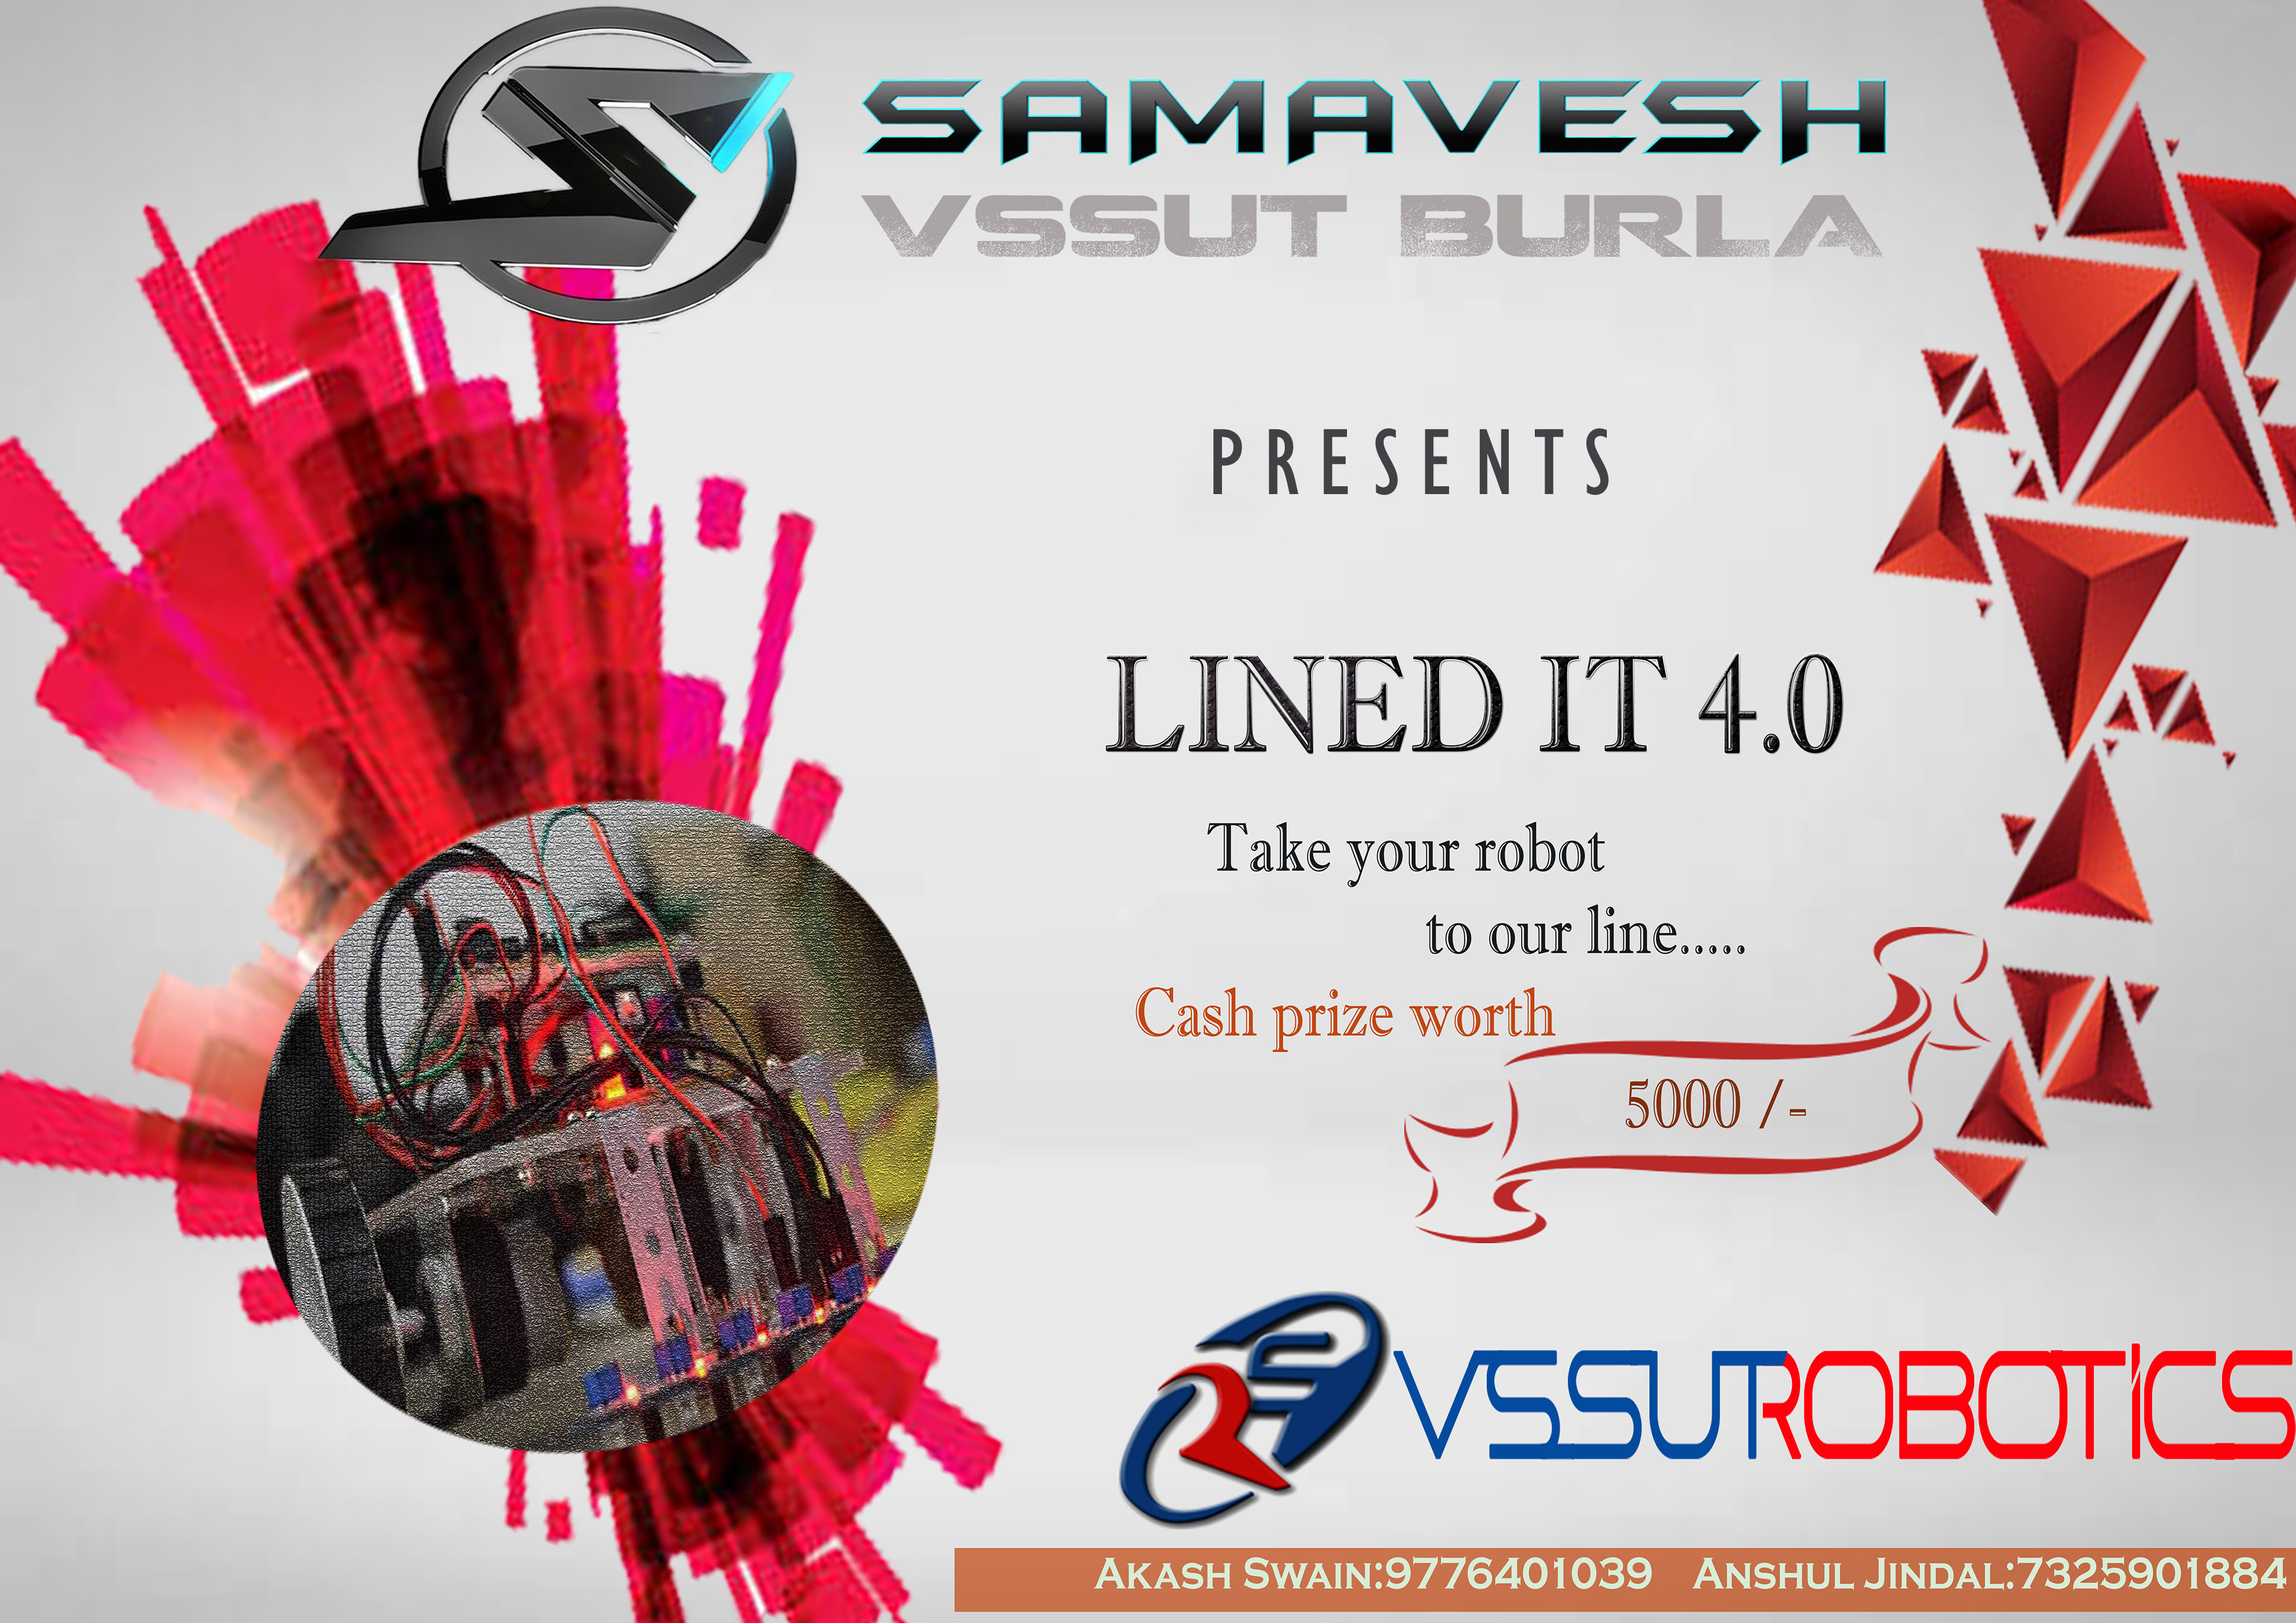 SAMAVESH
VSSUT BURLA
PRESENTS
LINED IT 4.0
Take your robot
to our line.....
Cash prize worth
5000 /-
VSSUROBOTICS
Akash Swain:9776401039 Anshul Jindal:7325901884